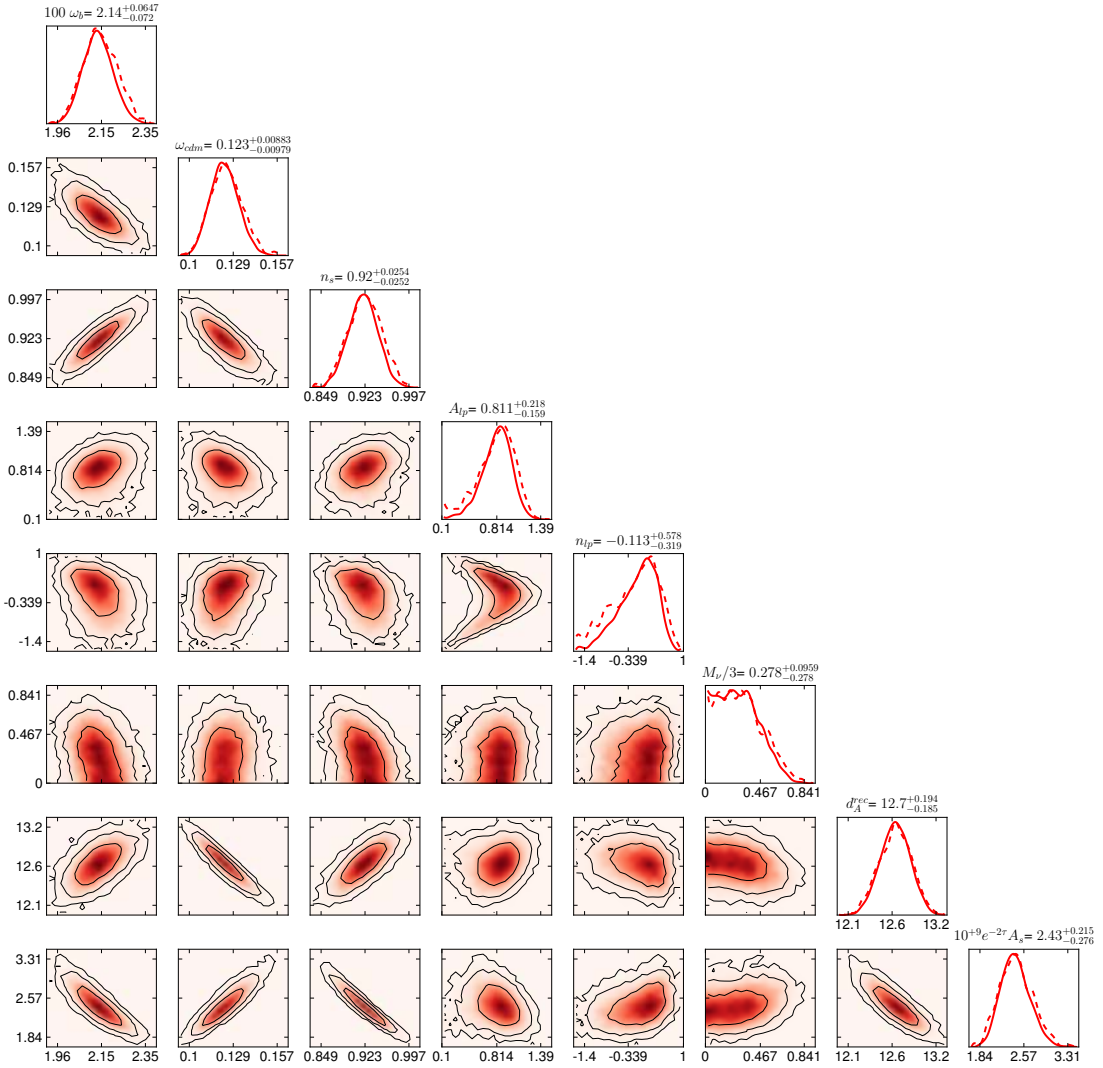 100 ω_b= 2.14^{+0.0647}_{-0.072}
1.96 2.15 2.35
ω_{cdm}= 0.123^{+0.00883}_{-0.00979}
0.157
0.129
0.1
0.1 0.129 0.157
n_s= 0.92^{+0.0254}_{-0.0252}
0.997
0.923
0.849
0.849 0.923 0.997
A_{lp}= 0.811^{+0.218}_{-0.159}
1.39
0.814
0.1
0.1 0.814 1.39
n_{lp}= −0.113^{+0.578}_{-0.319}
1
-0.339
-1.4
-1.4 -0.339 1
M_ν/3= 0.278^{+0.0959}_{-0.278}
0.841
0.467
0
0 0.467 0.841
d_A^{rec}= 12.7^{+0.194}_{-0.185}
13.2
12.6
12.1
12.1 12.6 13.2
10^{+9}e^{-2τ}A_s= 2.43^{+0.215}_{-0.276}
3.31
2.57
1.84
1.96 2.15 2.35 0.1 0.129 0.157 0.849 0.923 0.997 0.1 0.814 1.39 -1.4 -0.339 1 0 0.467 0.841 12.1 12.6 13.2 1.84 2.57 3.31